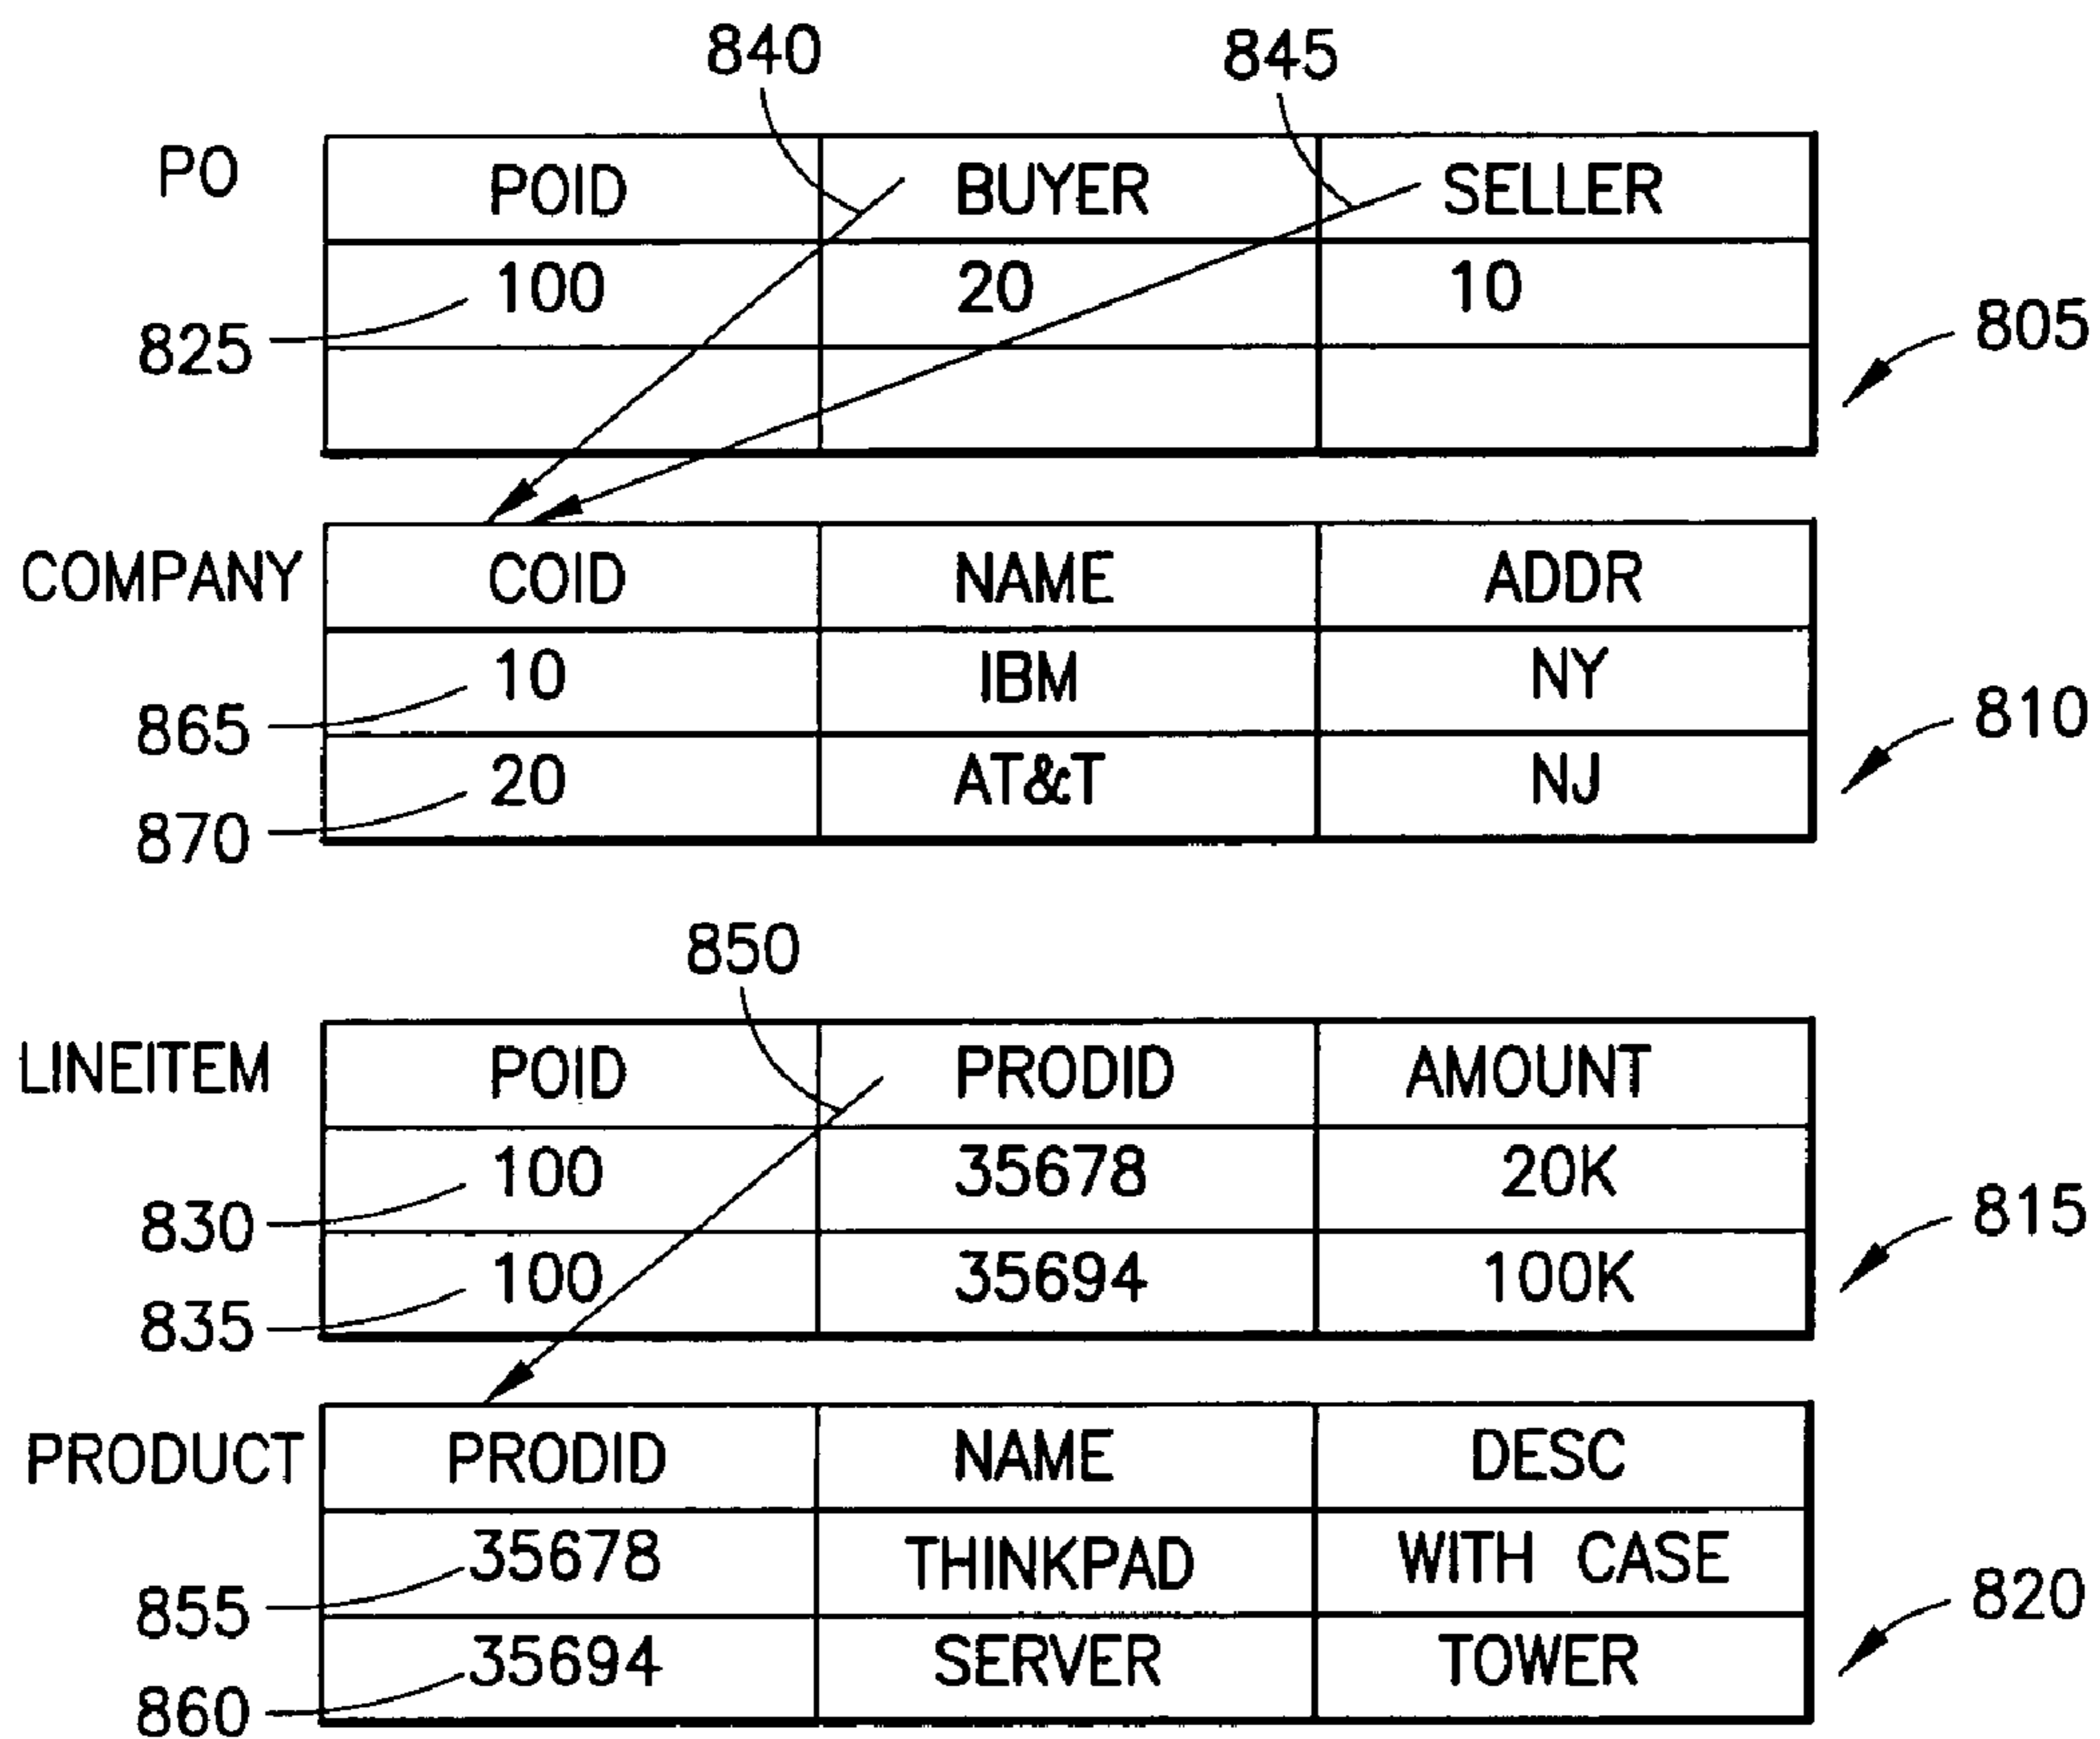 840 845
PO POID BUYER SELLER
100 20 10
825 805
COMPANY COID NAME ADDR
10 IBM NY
865 810
20 AT&T NJ
870
850
LINEITEM POID PRODID AMOUNT
100 35678 20K
830 815
100 35694 100K
835
PRODUCT PRODID NAME DESC
35678 THINKPAD WITH CASE
855 820
35694 SERVER TOWER
860